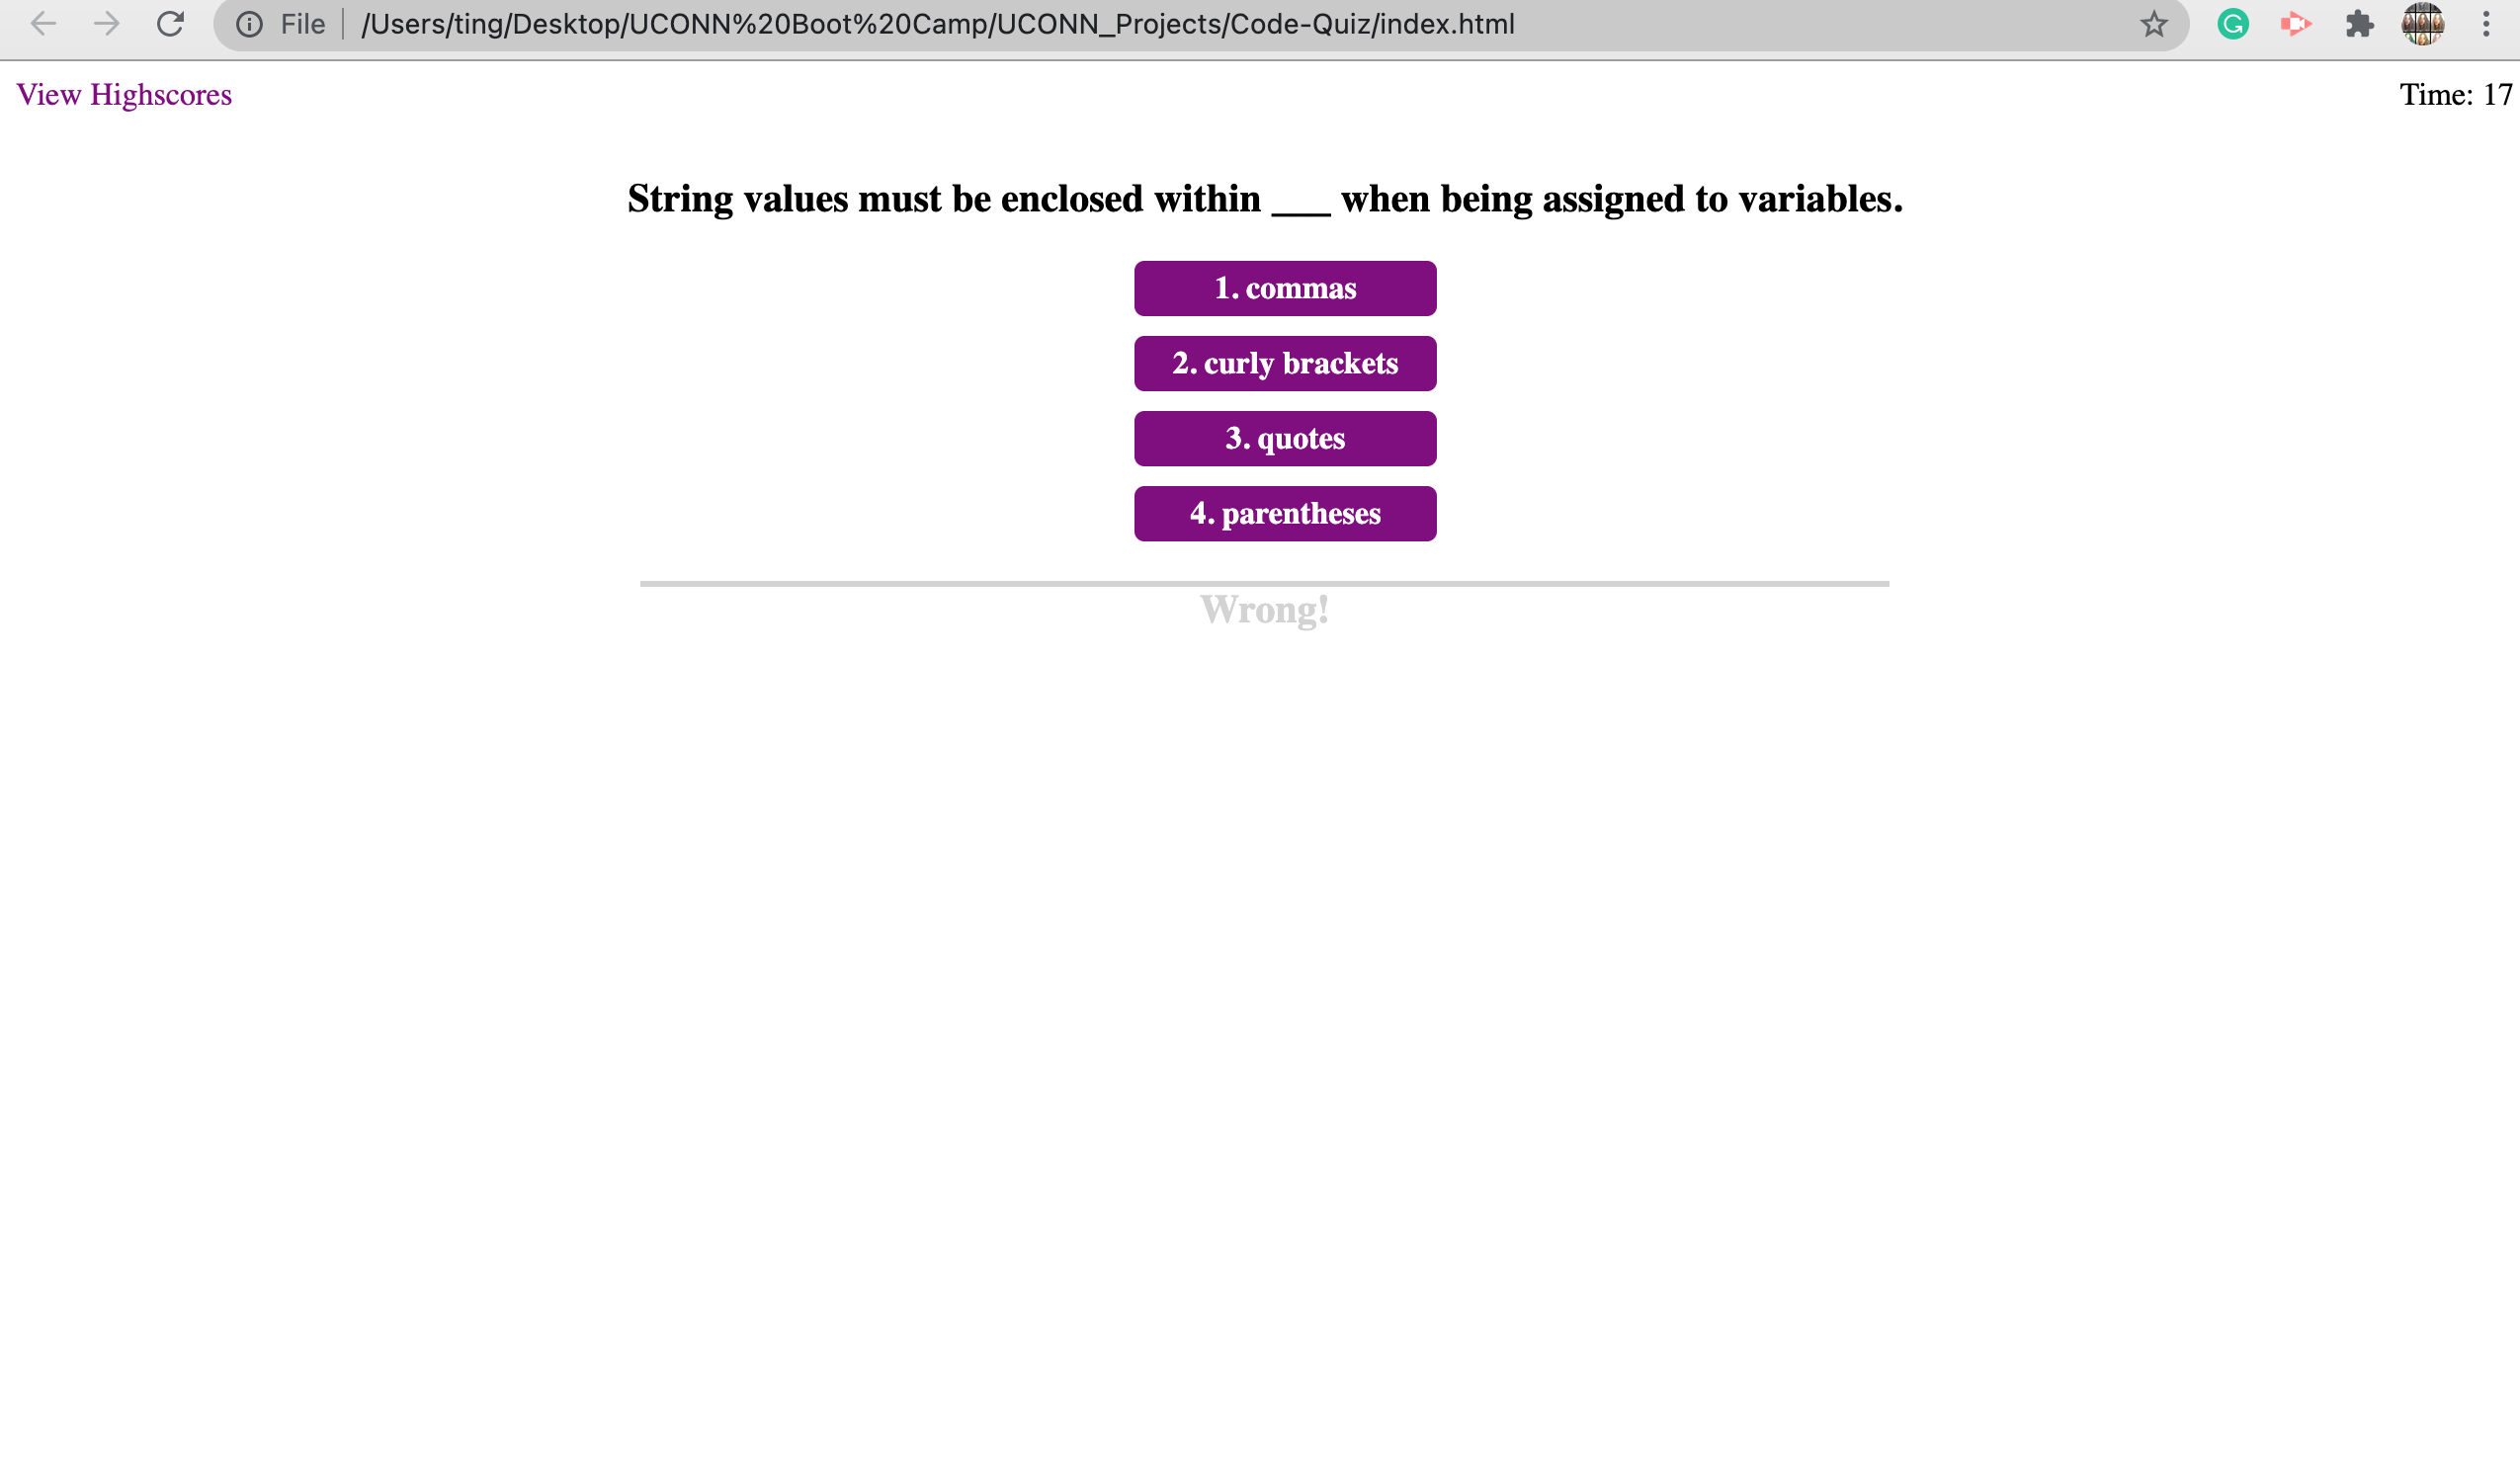 File /Users/ting/Desktop/UCONN%20Boot%20Camp/UCONN_Projects/Code-Quiz/index.html
View Highscores Time: 17
String values must be enclosed within ___ when being assigned to variables.
1. commas
2. curly brackets
3. quotes
4. parentheses
Wrong!